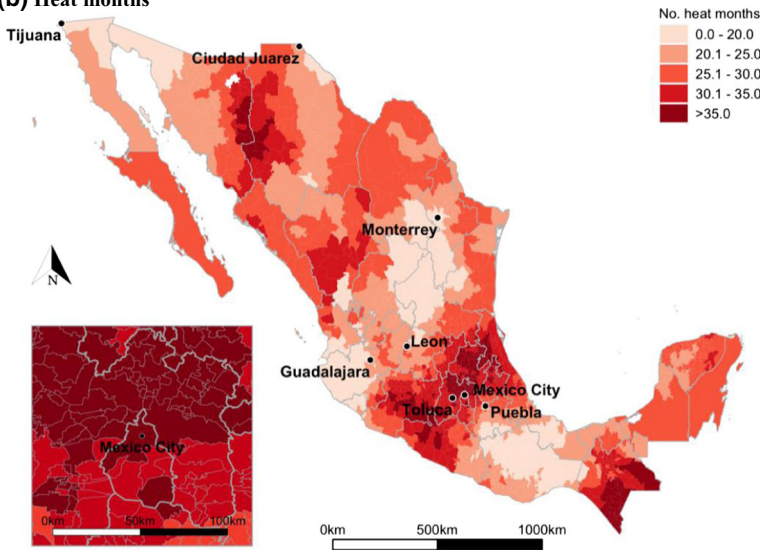 (b) Heat months
No. heat months
0.0 - 20.0
20.1 - 25.0
25.1 - 30.0
30.1 - 35.0
>35.0
Tijuana
Ciudad Juarez
Monterrey
N
Leon
Guadalajara
Mexico City
Toluca
Puebla
Mexico City
0km 50km 100km
0km 500km 1000km